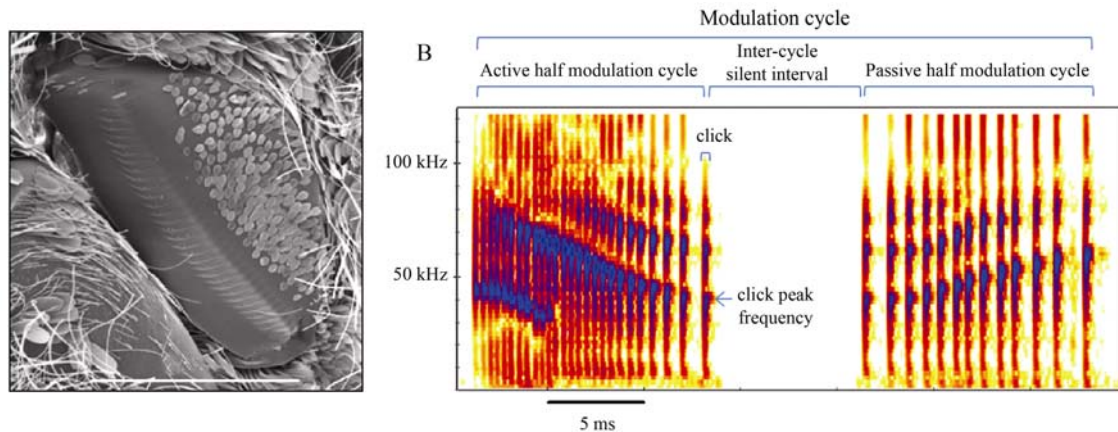 Modulation cycle
B
Inter-cycle
silent interval
Active half modulation cycle
Passive half modulation cycle
click
100 kHz
50 kHz
click peak
frequency
5 ms